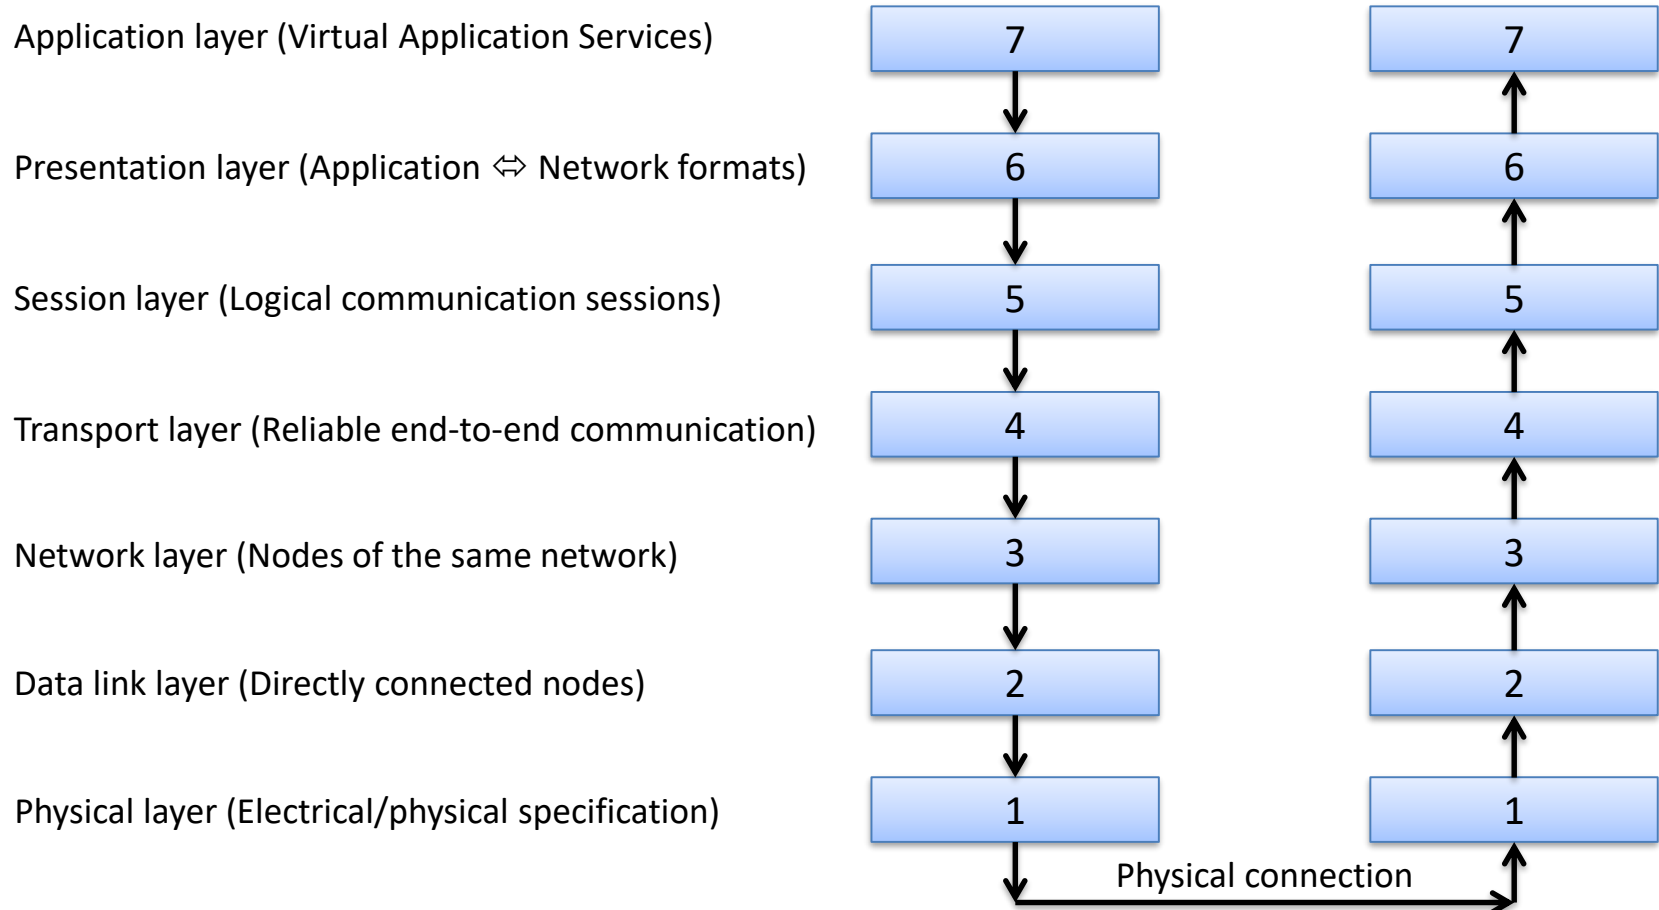 Application layer (Virtual Application Services) 7 7
Presentation layer (Application ⇔ Network formats) 6 6
Session layer (Logical communication sessions) 5 5
Transport layer (Reliable end-to-end communication) 4 4
Network layer (Nodes of the same network) 3 3
Data link layer (Directly connected nodes) 2 2
Physical layer (Electrical/physical specification) 1 1
Physical connection